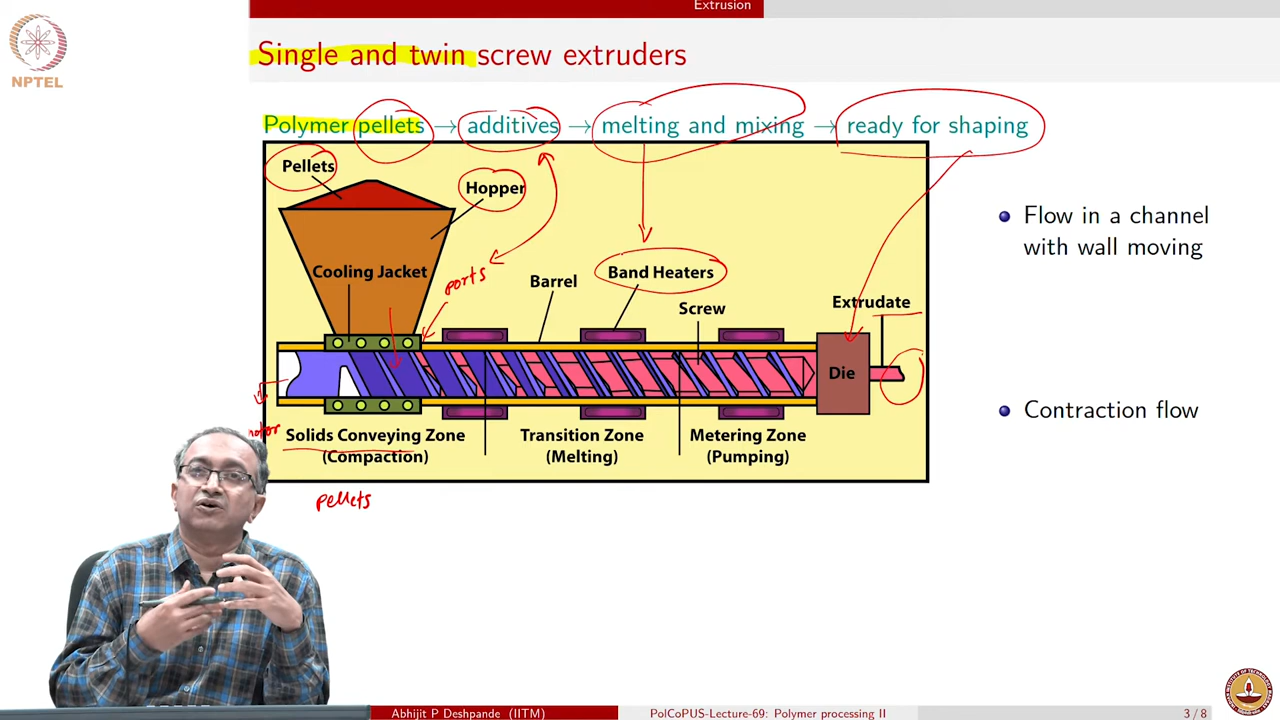 Extrusion
NPTEL
Single and twin screw extruders
Polymer pellets → additives → melting and mixing → ready for shaping
Pellets
Hopper
Cooling Jacket
ports
Barrel
Band Heaters
Screw
Extrudate
Die
motor
Solids Conveying Zone
(Compaction)
Transition Zone
(Melting)
Metering Zone
(Pumping)
pellets
Flow in a channel
with wall moving
Contraction flow
Abhijit P Deshpande (IITM)
PolCoPUS-Lecture-69: Polymer processing II
3 / 8